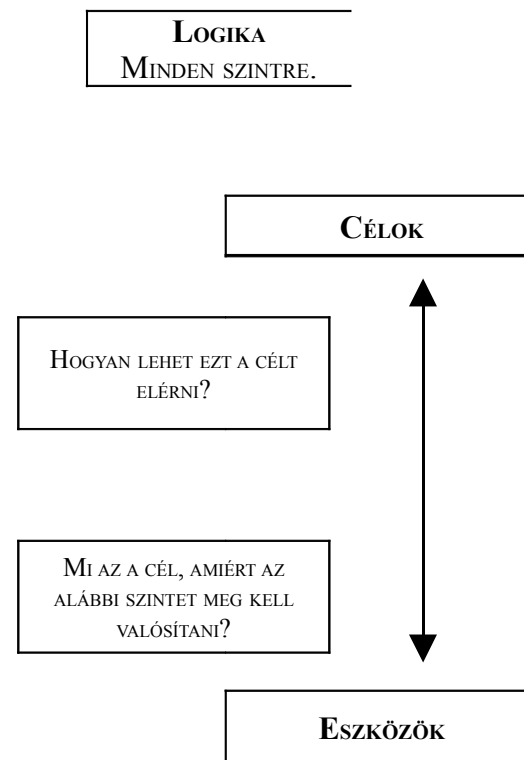 LOGIKA
MINDEN SZINTRE.
CÉLOK
HOGYAN LEHET EZT A CÉLT
ELÉRNI?
MI AZ A CÉL, AMIÉRT AZ
ALÁBBI SZINTET MEG KELL
VALÓSÍTANI?
ESZKÖZÖK